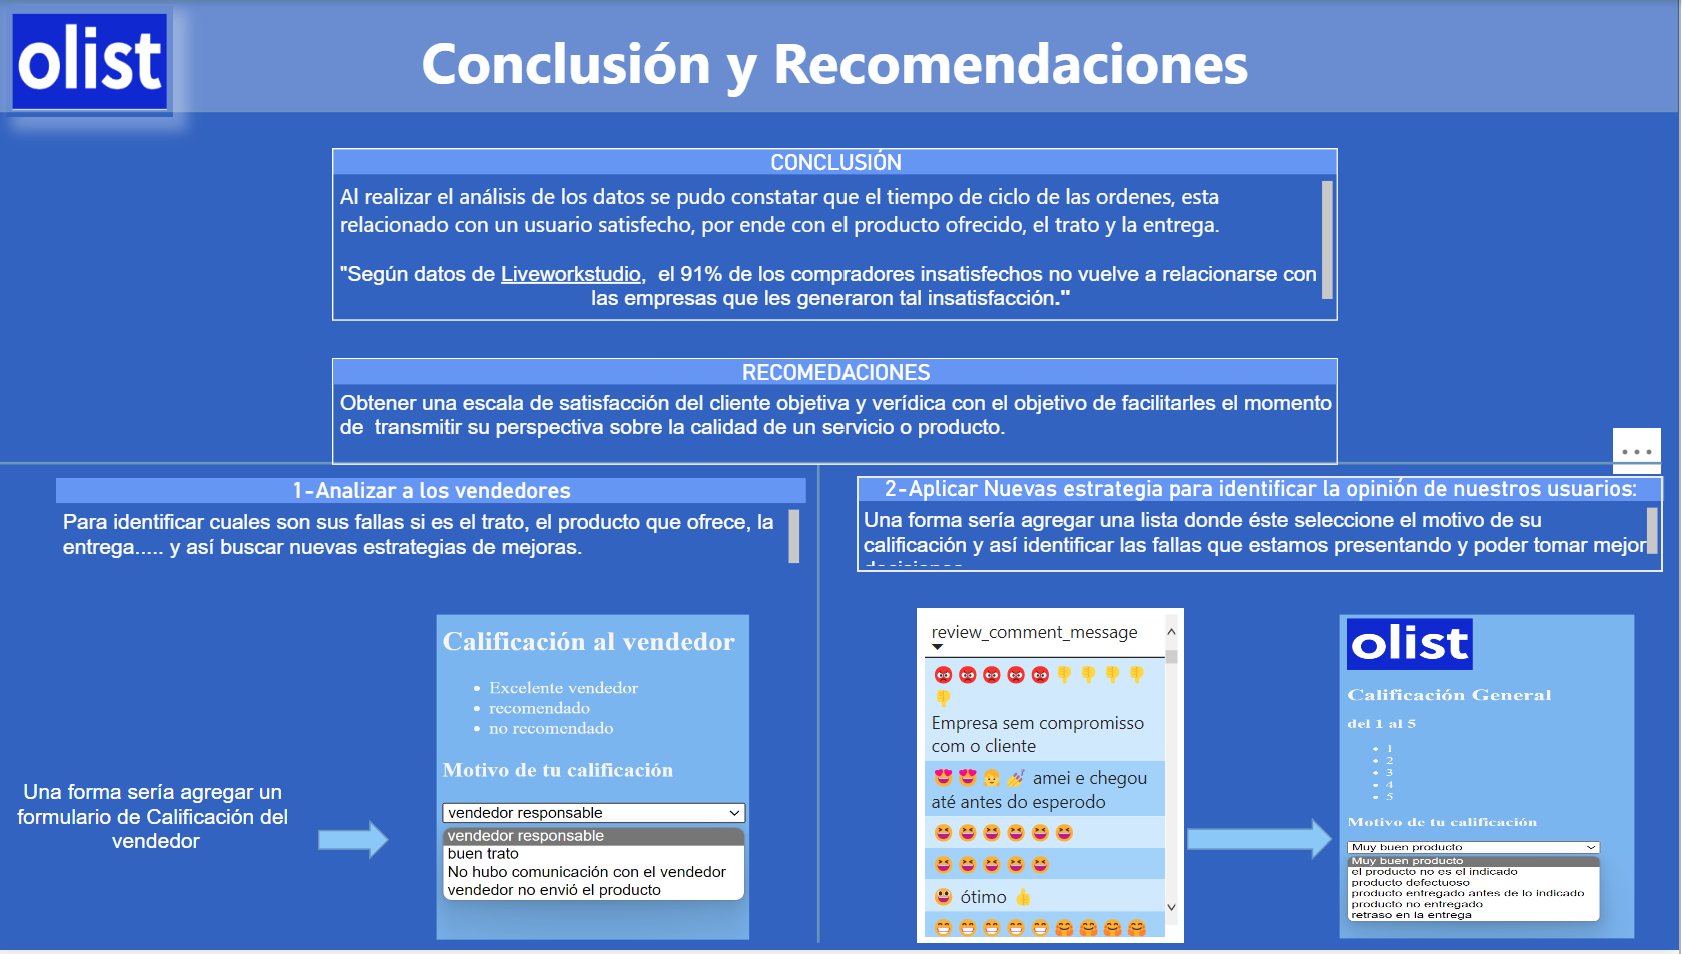 olist
Conclusión y Recomendaciones
CONCLUSIÓN
Al realizar el análisis de los datos se pudo constatar que el tiempo de ciclo de las ordenes, esta
relacionado con un usuario satisfecho, por ende con el producto ofrecido, el trato y la entrega.
"Según datos de Liveworkstudio,  el 91% de los compradores insatisfechos no vuelve a relacionarse con
las empresas que les generaron tal insatisfacción."
RECOMEDACIONES
Obtener una escala de satisfacción del cliente objetiva y verídica con el objetivo de facilitarles el momento
de  transmitir su perspectiva sobre la calidad de un servicio o producto.
1-Analizar a los vendedores
Para identificar cuales son sus fallas si es el trato, el producto que ofrece, la
entrega..... y así buscar nuevas estrategias de mejoras.
Una forma sería agregar un
formulario de Calificación del
vendedor
Calificación al vendedor
• Excelente vendedor
• recomendado
• no recomendado
Motivo de tu calificación
vendedor responsable
vendedor responsable
buen trato
No hubo comunicación con el vendedor
vendedor no envió el producto
2-Aplicar Nuevas estrategia para identificar la opinión de nuestros usuarios:
Una forma sería agregar una lista donde éste seleccione el motivo de su
calificación y así identificar las fallas que estamos presentando y poder tomar mejor
review_comment_message
😡 😡 😡 😡 😡 👎 👎 👎 👎
👎
Empresa sem compromisso
com o cliente
😍 😍 👧 💅 amei e chegou
até antes do esperodo
😆 😆 😆 😆 😆 😆
😆 😆 😆 😆 😆
😃 ótimo 👍
😁 😁 😁 😁 😁 🤗 🤗 🤗 🤗
olist
Calificación General
del 1 al 5
• 1
• 2
• 3
• 4
• 5
Motivo de tu calificación
Muy buen producto
Muy buen producto
el producto no es el indicado
producto defectuoso
producto entregado antes de lo indicado
producto no entregado
retraso en la entrega